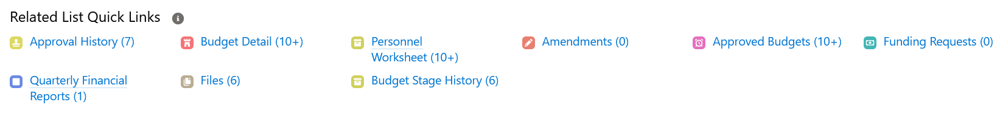 Related List Quick Links
Approval History (7) Budget Detail (10+) Personnel Amendments (0) Approved Budgets (10+) Funding Requests (0)
Worksheet (10+)
Quarterly Financial Files (6) Budget Stage History (6)
Reports (1)